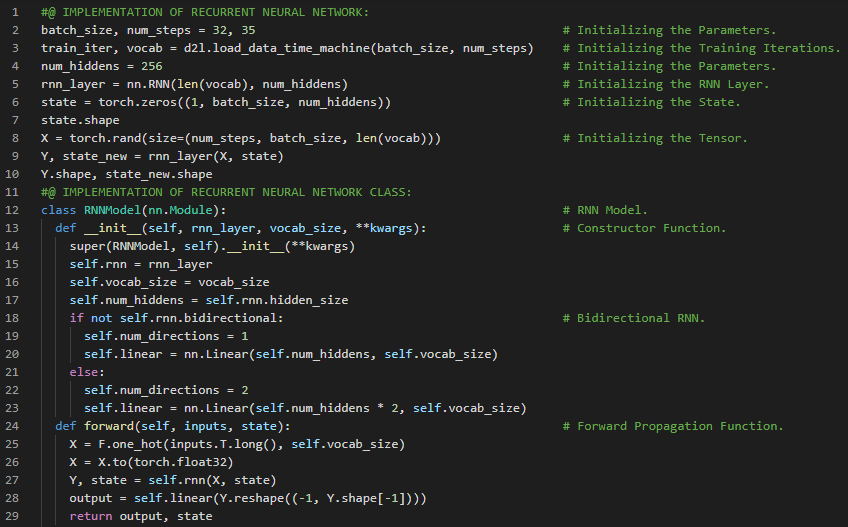 1 #@ IMPLEMENTATION OF RECURRENT NEURAL NETWORK:
2 batch_size, num_steps = 32, 35 # Initializing the Parameters.
3 train_iter, vocab = d2l.load_data_time_machine(batch_size, num_steps) # Initializing the Training Iterations.
4 num_hiddens = 256 # Initializing the Parameters.
5 rnn_layer = nn.RNN(len(vocab), num_hiddens) # Initializing the RNN Layer.
6 state = torch.zeros((1, batch_size, num_hiddens)) # Initializing the State.
7 state.shape
8 X = torch.rand(size=(num_steps, batch_size, len(vocab))) # Initializing the Tensor.
9 Y, state_new = rnn_layer(X, state)
10 Y.shape, state_new.shape
11 #@ IMPLEMENTATION OF RECURRENT NEURAL NETWORK CLASS:
12 class RNNModel(nn.Module): # RNN Model.
13   def __init__(self, rnn_layer, vocab_size, **kwargs): # Constructor Function.
14     super(RNNModel, self).__init__(**kwargs)
15     self.rnn = rnn_layer
16     self.vocab_size = vocab_size
17     self.num_hiddens = self.rnn.hidden_size
18     if not self.rnn.bidirectional: # Bidirectional RNN.
19       self.num_directions = 1
20       self.linear = nn.Linear(self.num_hiddens, self.vocab_size)
21     else:
22       self.num_directions = 2
23       self.linear = nn.Linear(self.num_hiddens * 2, self.vocab_size)
24   def forward(self, inputs, state): # Forward Propagation Function.
25     X = F.one_hot(inputs.T.long(), self.vocab_size)
26     X = X.to(torch.float32)
27     Y, state = self.rnn(X, state)
28     output = self.linear(Y.reshape((-1, Y.shape[-1])))
29     return output, state